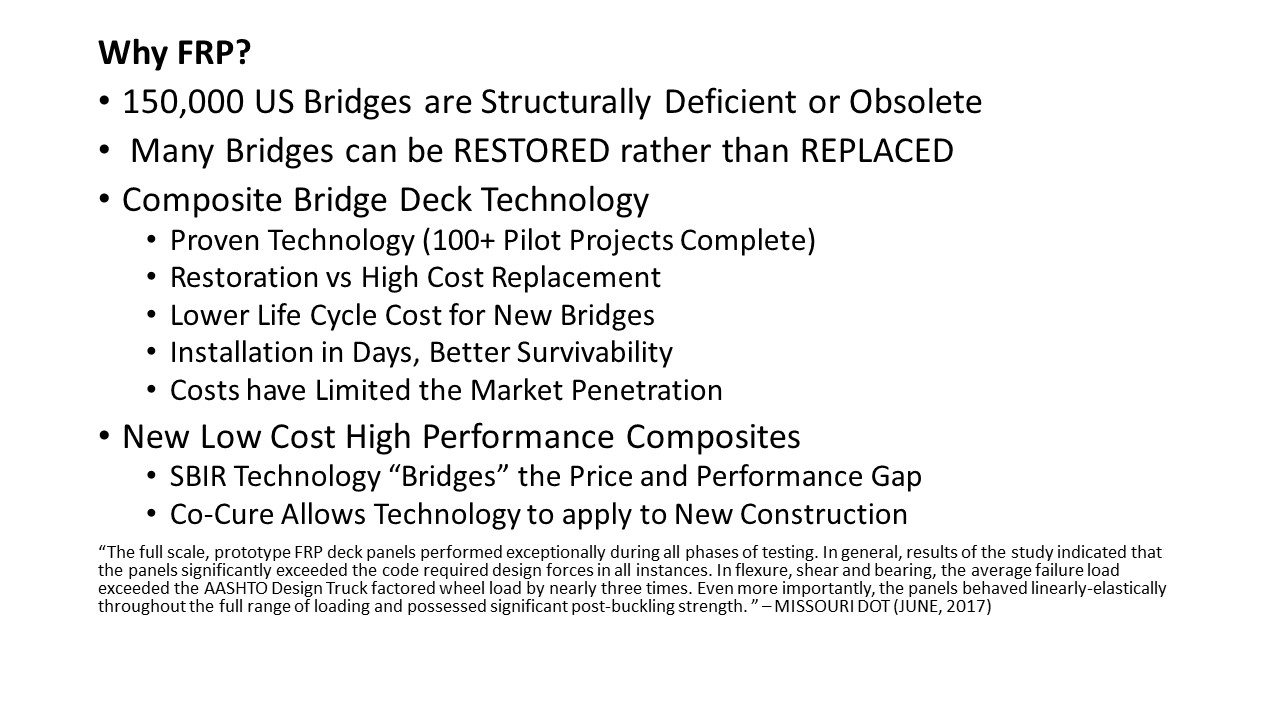 Why FRP?
• 150,000 US Bridges are Structurally Deficient or Obsolete
• Many Bridges can be RESTORED rather than REPLACED
• Composite Bridge Deck Technology
• Proven Technology (100+ Pilot Projects Complete)
• Restoration vs High Cost Replacement
• Lower Life Cycle Cost for New Bridges
• Installation in Days, Better Survivability
• Costs have Limited the Market Penetration
• New Low Cost High Performance Composites
• SBIR Technology “Bridges” the Price and Performance Gap
• Co-Cure Allows Technology to apply to New Construction
“The full scale, prototype FRP deck panels performed exceptionally during all phases of testing. In general, results of the study indicated that
the panels significantly exceeded the code required design forces in all instances. In flexure, shear and bearing, the average failure load
exceeded the AASHTO Design Truck factored wheel load by nearly three times. Even more importantly, the panels behaved linearly-elastically
throughout the full range of loading and possessed significant post-buckling strength. ” – MISSOURI DOT (JUNE, 2017)